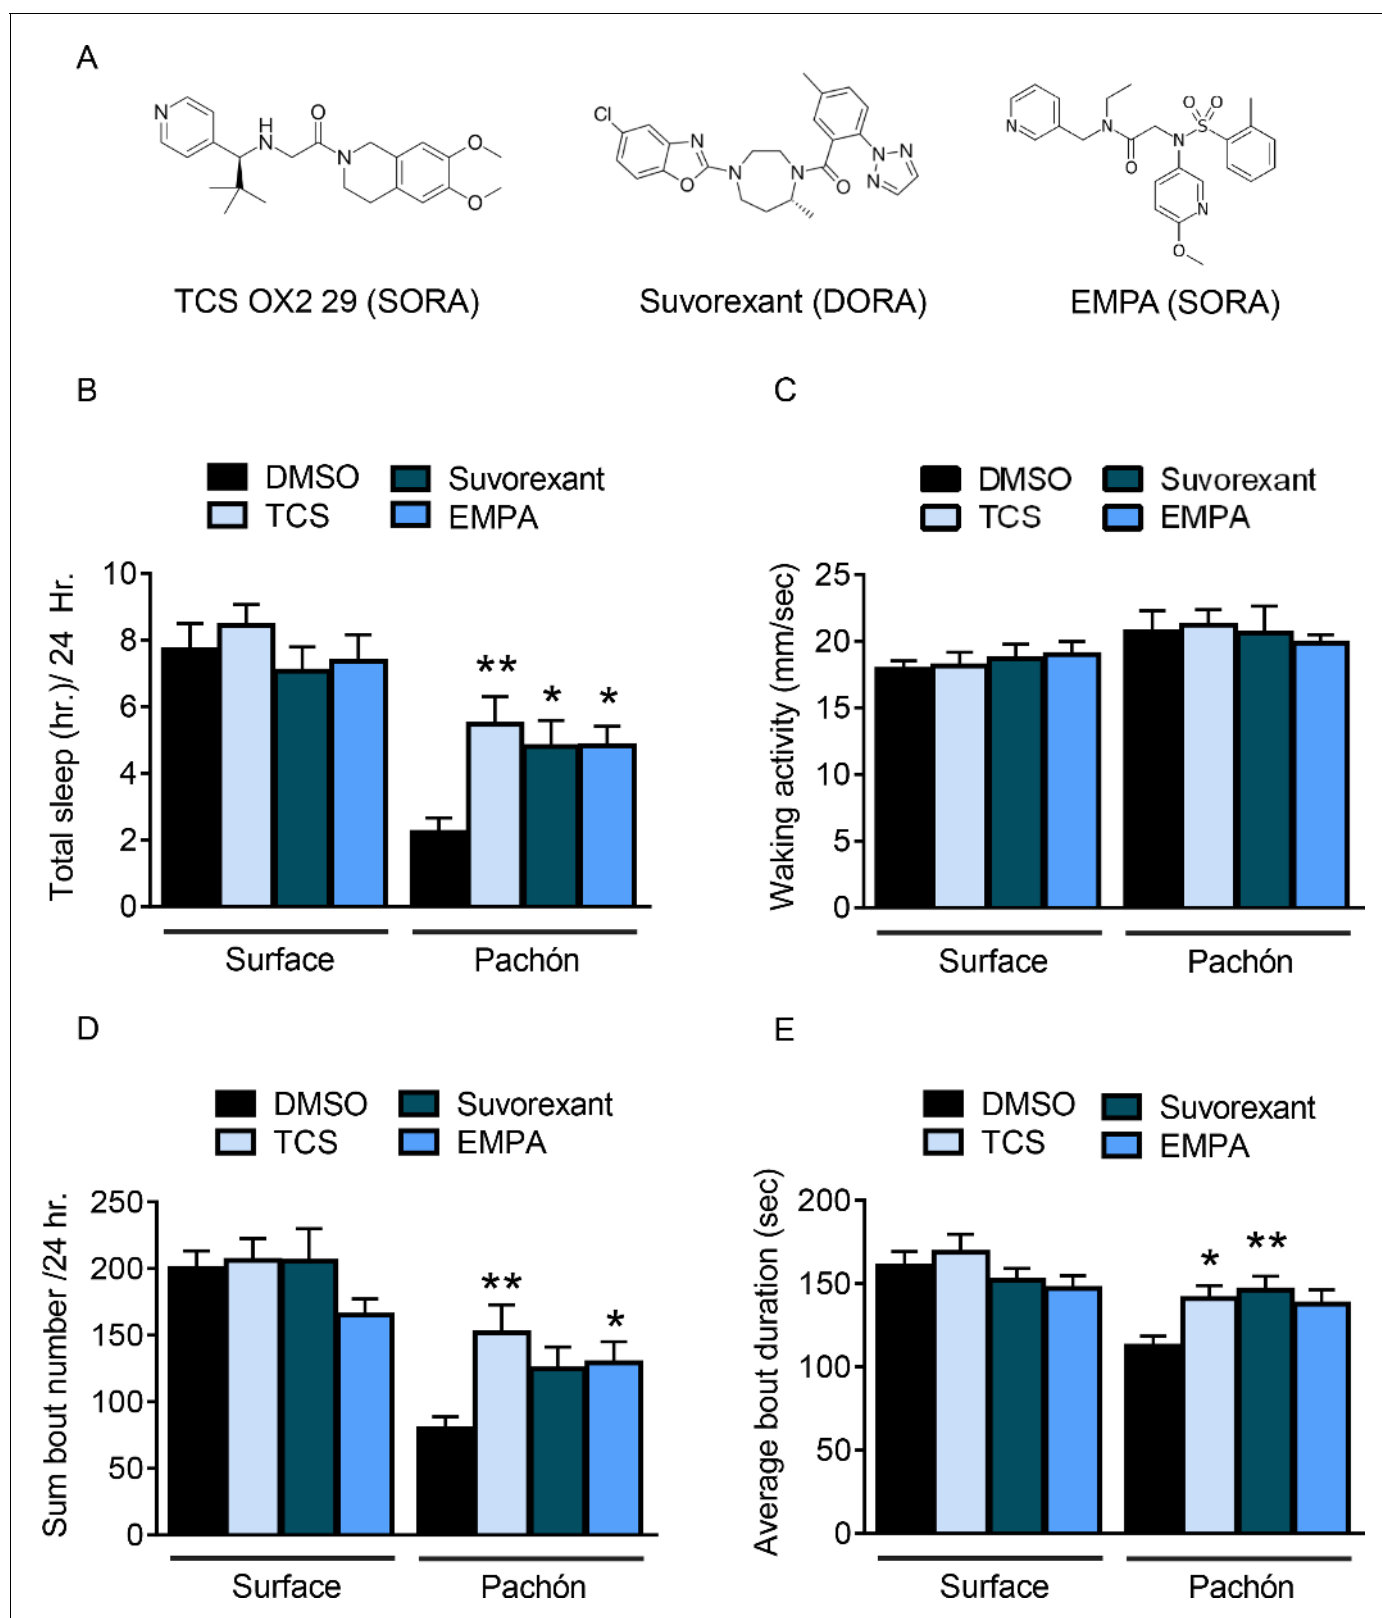 A
N
H
N
O
N
O
O
Cl
N
O
N
N
O
N
N
N
N
N
O
N
O
S
O
N
O
TCS OX2 29 (SORA)
Suvorexant (DORA)
EMPA (SORA)
B
DMSO
Suvorexant
TCS
EMPA
Total sleep (hr.)/ 24 Hr.
10
8
6
4
2
0
**
*
*
Surface
Pachón
C
DMSO
Suvorexant
TCS
EMPA
Waking activity (mm/sec)
25
20
15
10
5
0
Surface
Pachón
D
DMSO
Suvorexant
TCS
EMPA
Sum bout number /24 hr.
250
200
150
100
50
0
**
*
Surface
Pachón
E
DMSO
Suvorexant
TCS
EMPA
Average bout duration (sec)
200
150
100
50
0
*
**
Surface
Pachón